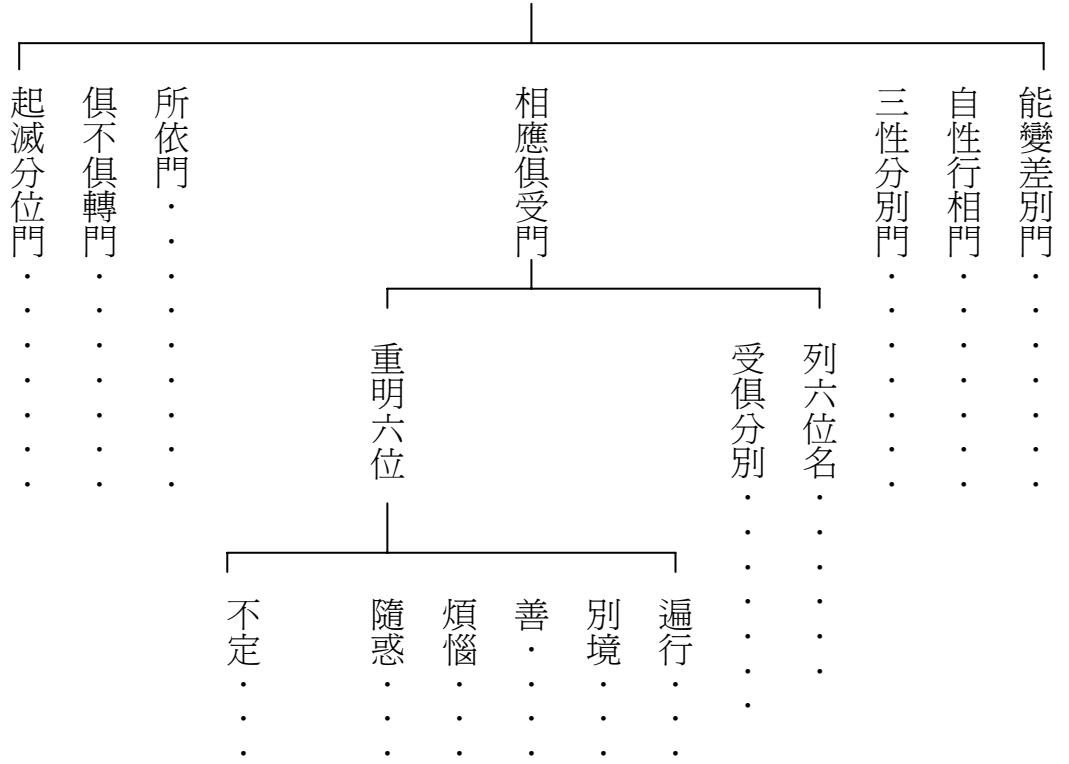 能變差別門・・・・・・・
自性行相門・・・・・・・
三性分別門・・・・・・・
相應俱受門
列六位名・・・・・・
受俱分別・・・・・・・
重明六位
遍行・・・
別境・・・
善・・・・
煩惱・・・
隨惑・・・
不定・・・
所依門・・・・・・・・・
俱不俱轉門・・・・・・・
起滅分位門・・・・・・・